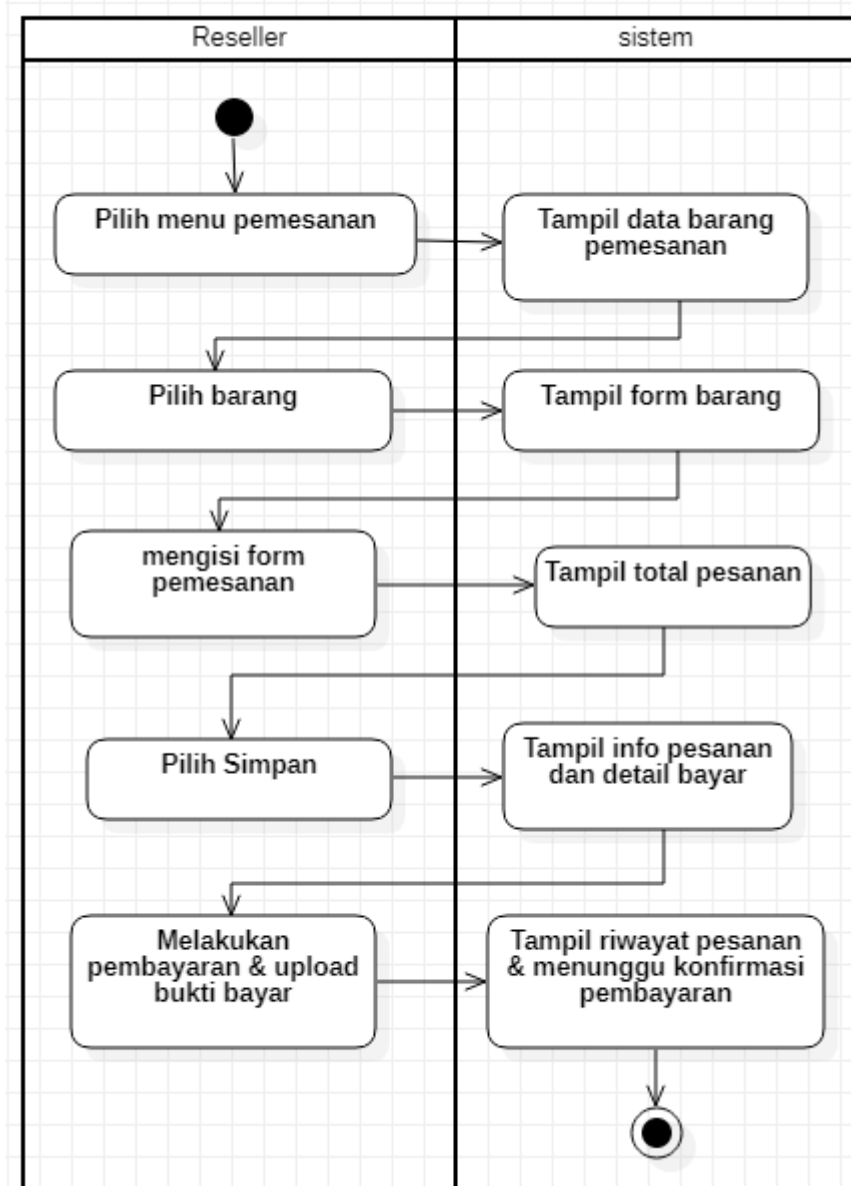 Reseller
sistem
Pilih menu pemesanan
Tampil data barang
pemesanan
Pilih barang
Tampil form barang
mengisi form
pemesanan
Tampil total pesanan
Pilih Simpan
Tampil info pesanan
dan detail bayar
Melakukan
pembayaran & upload
bukti bayar
Tampil riwayat pesanan
& menunggu konfirmasi
pembayaran